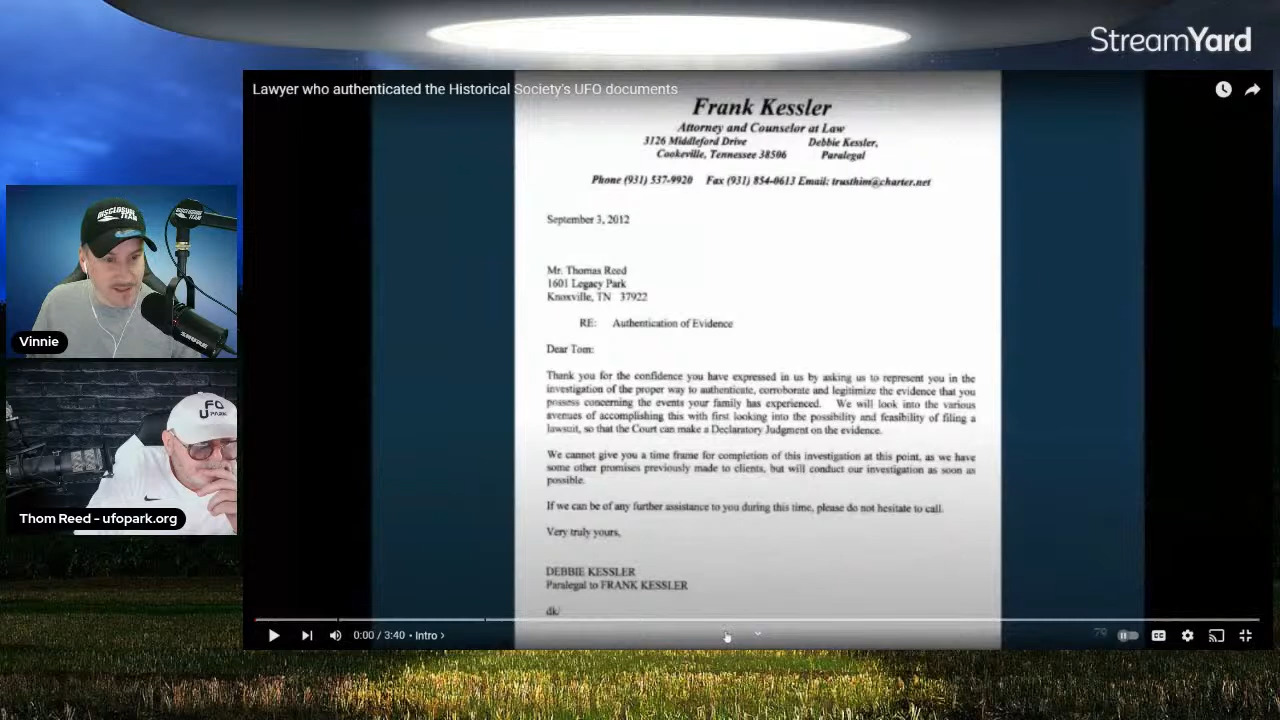 StreamYard
Lawyer who authenticated the Historical Society's UFO documents
Frank Kessler
Attorney and Counselor at Law
3126 Middleford Drive Debbie Kessler,
Cookeville, Tennessee 38506 Paralegal
Phone (931) 537-9920 Fax (931) 854-0613 Email: trusthim@charter.net
September 3, 2012
Mr. Thomas Reed
1601 Legacy Park
Knoxville, TN 37922
RE: Authentication of Evidence
Dear Tom:
Thank you for the confidence you have expressed in us by asking us to represent you in the
investigation of the proper way to authenticate, corroborate and legitimize the evidence that you
possess concerning the events your family has experienced. We will look into the various
avenues of accomplishing this with first looking into the possibility and feasibility of filing a
lawsuit, so that the Court can make a Declaratory Judgment on the evidence.
We cannot give you a time frame for completion of this investigation at this point, as we have
some other promises previously made to clients, but will conduct our investigation as soon as
possible.
If we can be of any further assistance to you during this time, please do not hesitate to call.
Very truly yours,
DEBBIE KESSLER
Paralegal to FRANK KESSLER
dk/
0:00 / 3:40 • Intro ›
CC
DISCLOSURE
TEAM
SHURE
Vinnie
UFO
PARK
Thom Reed - ufopark.org